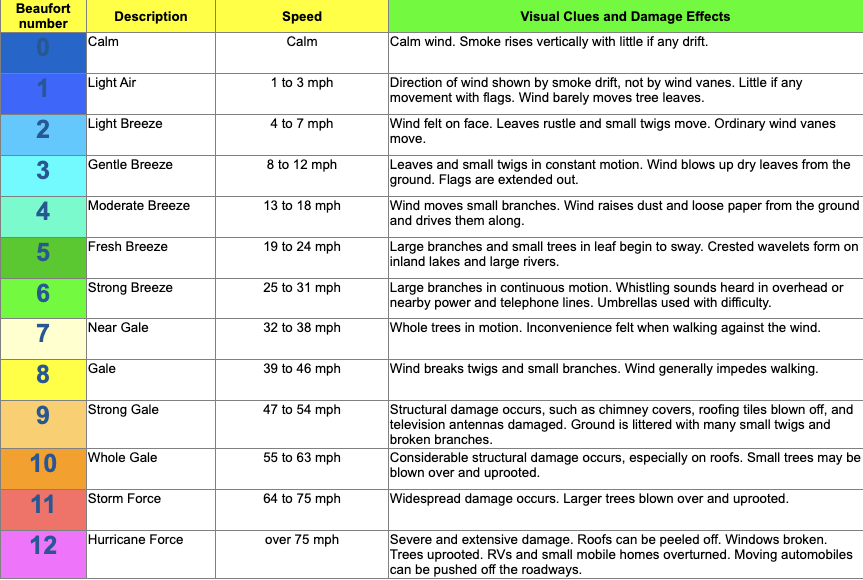 Beaufort number Description Speed Visual Clues and Damage Effects
0 Calm Calm Calm wind. Smoke rises vertically with little if any drift.
1 Light Air 1 to 3 mph Direction of wind shown by smoke drift, not by wind vanes. Little if any
movement with flags. Wind barely moves tree leaves.
2 Light Breeze 4 to 7 mph Wind felt on face. Leaves rustle and small twigs move. Ordinary wind vanes
move.
3 Gentle Breeze 8 to 12 mph Leaves and small twigs in constant motion. Wind blows up dry leaves from the
ground. Flags are extended out.
4 Moderate Breeze 13 to 18 mph Wind moves small branches. Wind raises dust and loose paper from the ground
and drives them along.
5 Fresh Breeze 19 to 24 mph Large branches and small trees in leaf begin to sway. Crested wavelets form on
inland lakes and large rivers.
6 Strong Breeze 25 to 31 mph Large branches in continuous motion. Whistling sounds heard in overhead or
nearby power and telephone lines. Umbrellas used with difficulty.
7 Near Gale 32 to 38 mph Whole trees in motion. Inconvenience felt when walking against the wind.
8 Gale 39 to 46 mph Wind breaks twigs and small branches. Wind generally impedes walking.
9 Strong Gale 47 to 54 mph Structural damage occurs, such as chimney covers, roofing tiles blown off, and
television antennas damaged. Ground is littered with many small twigs and
broken branches.
10 Whole Gale 55 to 63 mph Considerable structural damage occurs, especially on roofs. Small trees may be
blown over and uprooted.
11 Storm Force 64 to 75 mph Widespread damage occurs. Larger trees blown over and uprooted.
12 Hurricane Force over 75 mph Severe and extensive damage. Roofs can be peeled off. Windows broken.
Trees uprooted. RVs and small mobile homes overturned. Moving automobiles
can be pushed off the roadways.